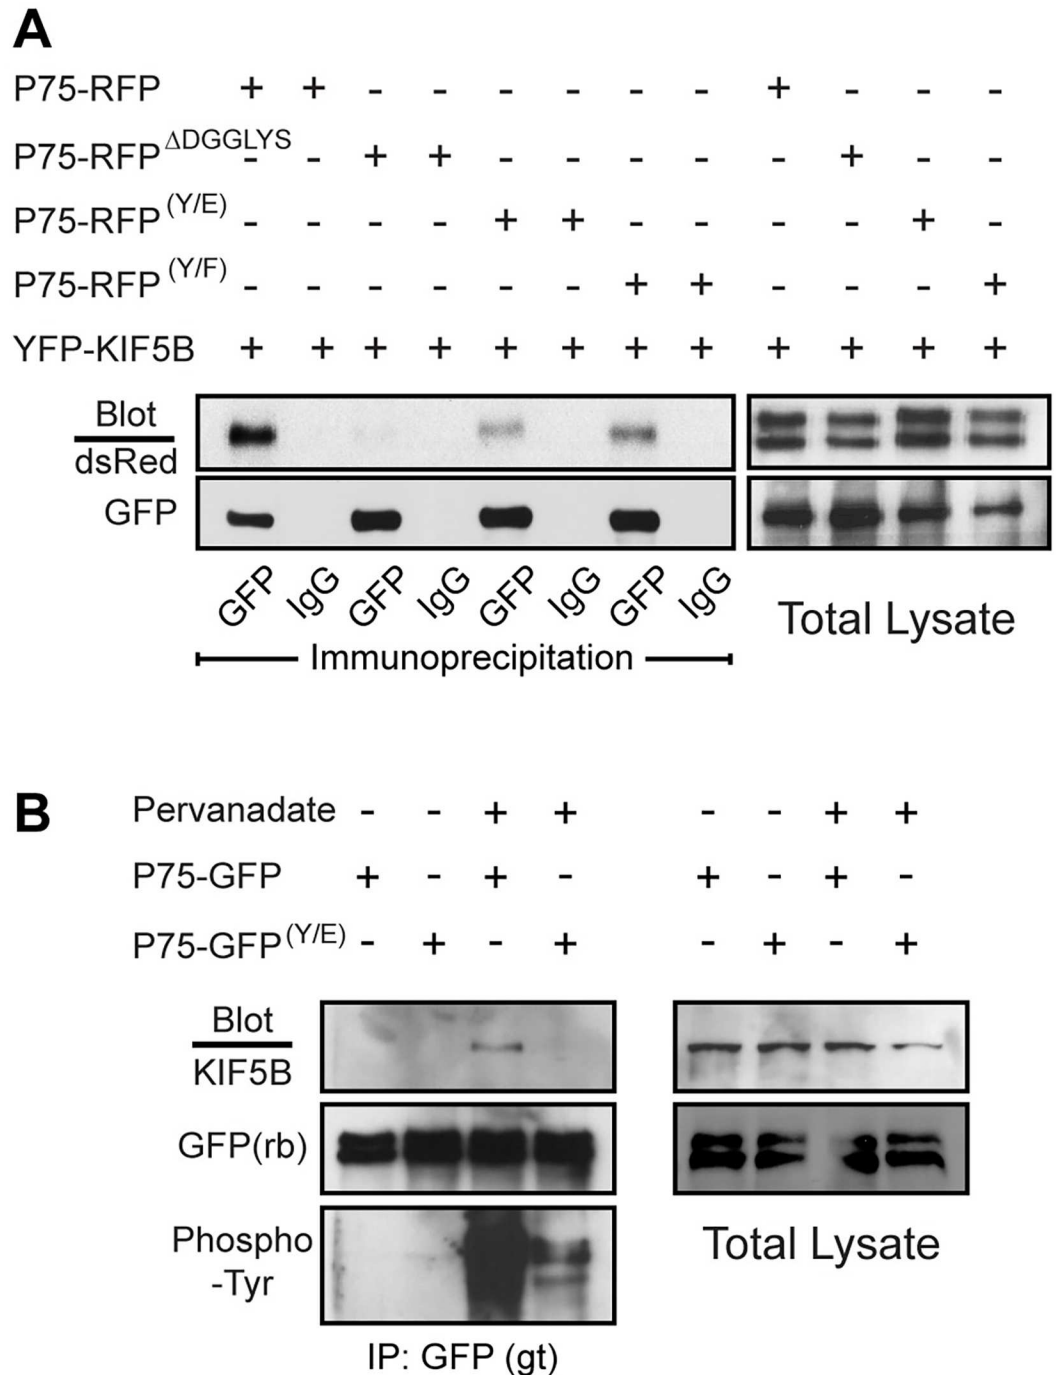 A
P75-RFP + + - - - - - - + - - -
P75-RFP ΔDGGLYS - - + + - - - - - + - -
P75-RFP (Y/E) - - - - + + - - - - + -
P75-RFP (Y/F) - - - - - - + + - - - +
YFP-KIF5B + + + + + + + + + + + +
Blot
dsRed
GFP
GFP IgG GFP IgG GFP IgG GFP IgG
Total Lysate
Immunoprecipitation
B
Pervanadate - - + + - - + +
P75-GFP + - + - + - + -
P75-GFP (Y/E) - + - + - + - +
Blot
KIF5B
GFP(rb)
Phospho
-Tyr
Total Lysate
IP: GFP (gt)